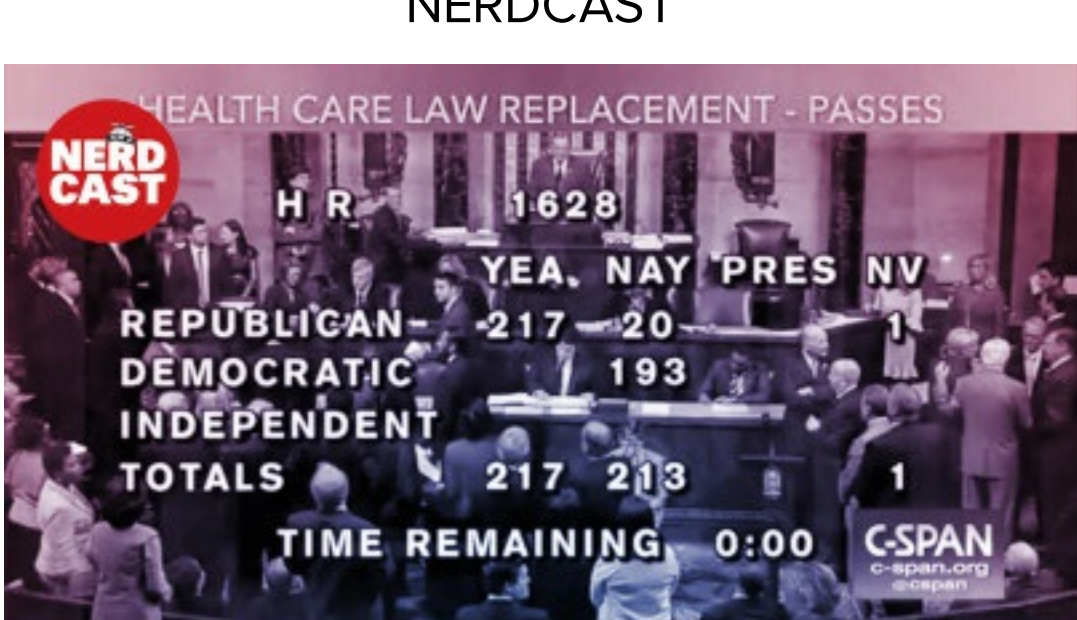 NERDCAST
HEALTH CARE LAW REPLACEMENT - PASSES
NERD
CAST
H R 1628
YEA NAY PRES NV
REPUBLICAN 217 20 1
DEMOCRATIC 193
INDEPENDENT
TOTALS 217 213 1
TIME REMAINING 0:00
C-SPAN
c-span.org
@cspan